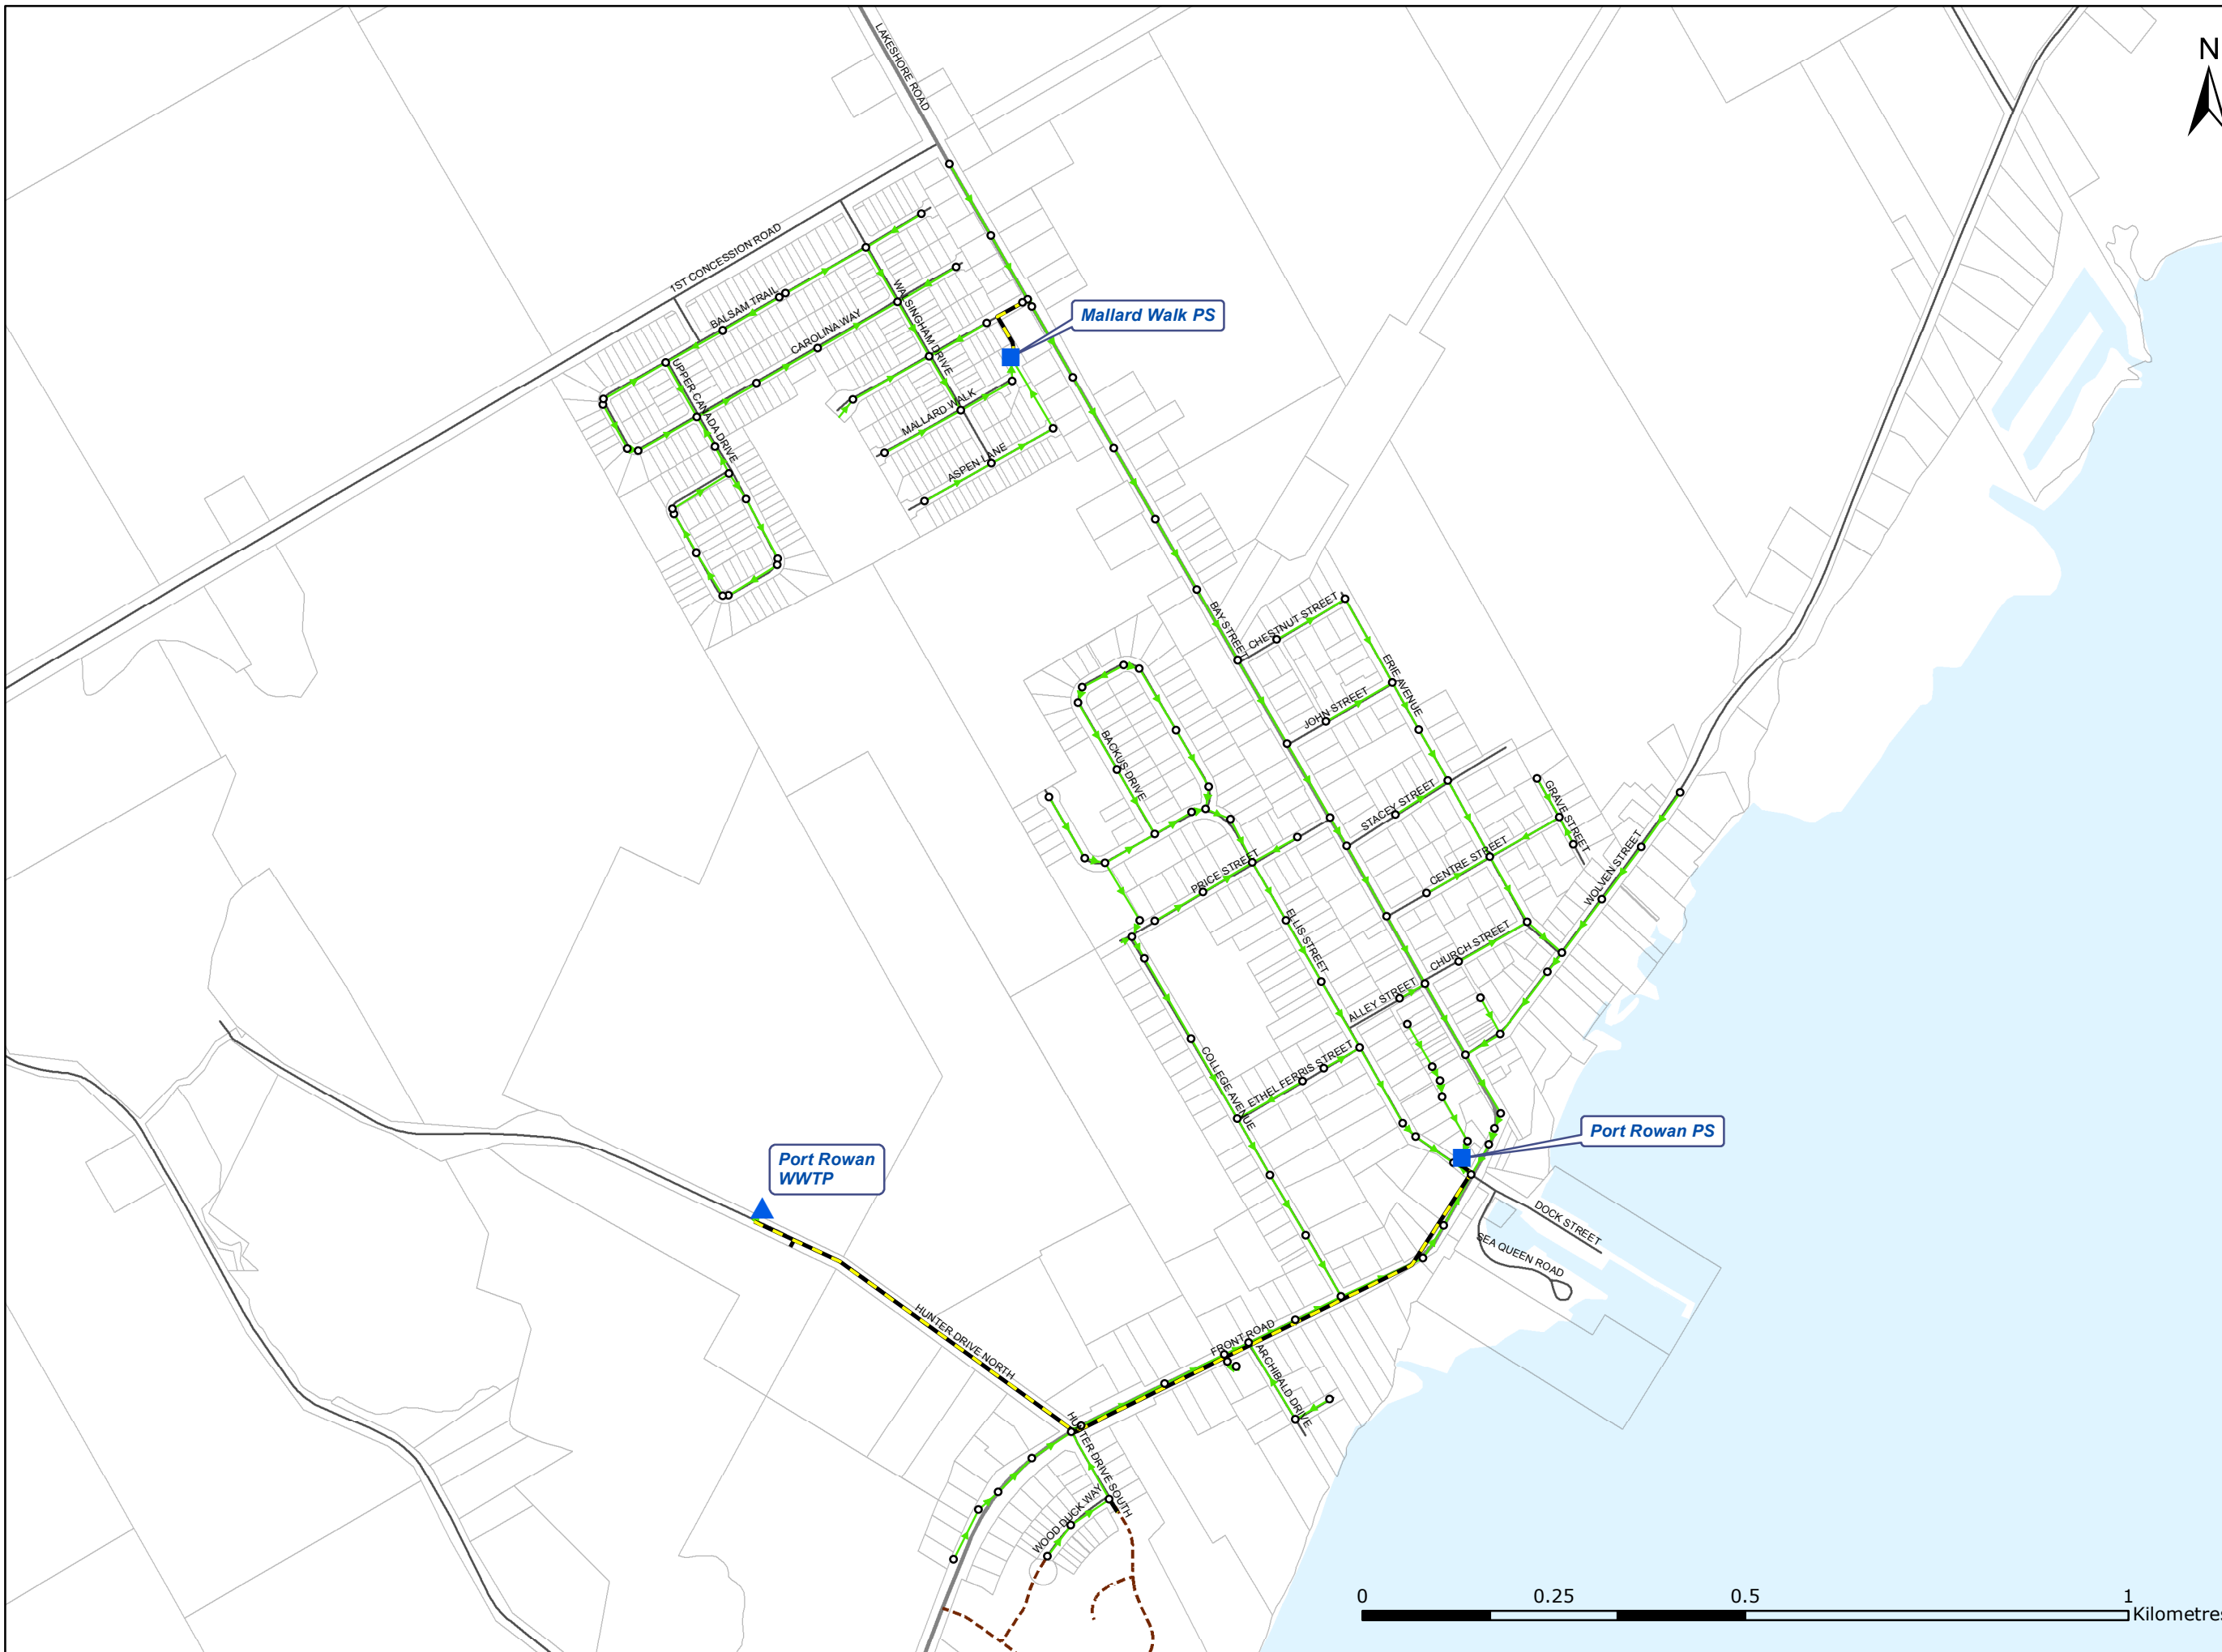 N
LAKESHORE ROAD
1ST CONCESSION ROAD
BALSAM TRAIL
WALSINGHAM DRIVE
Mallard Walk PS
CAROLINA WAY
UPPER CANADA DRIVE
MALLARD WALK
ASPEN LANE
BAY STREET
CHESTNUT STREET
ERIE AVENUE
JOHN STREET
BACKUS DRIVE
STACEY STREET
GRAVE STREET
CENTRE STREET
WOLVEN STREET
PRICE STREET
ELLIS STREET
CHURCH STREET
ALLEY STREET
COLLEGE AVENUE
ETHEL FERRIS STREET
Port Rowan PS
Port Rowan
WWTP
DOCK STREET
SEA QUEEN ROAD
HUNTER DRIVE NORTH
FRONT ROAD
ARCHIBALD DRIVE
HUNTER DRIVE SOUTH
WOOD DUCK WAY
0 0.25 0.5 1
Kilometres